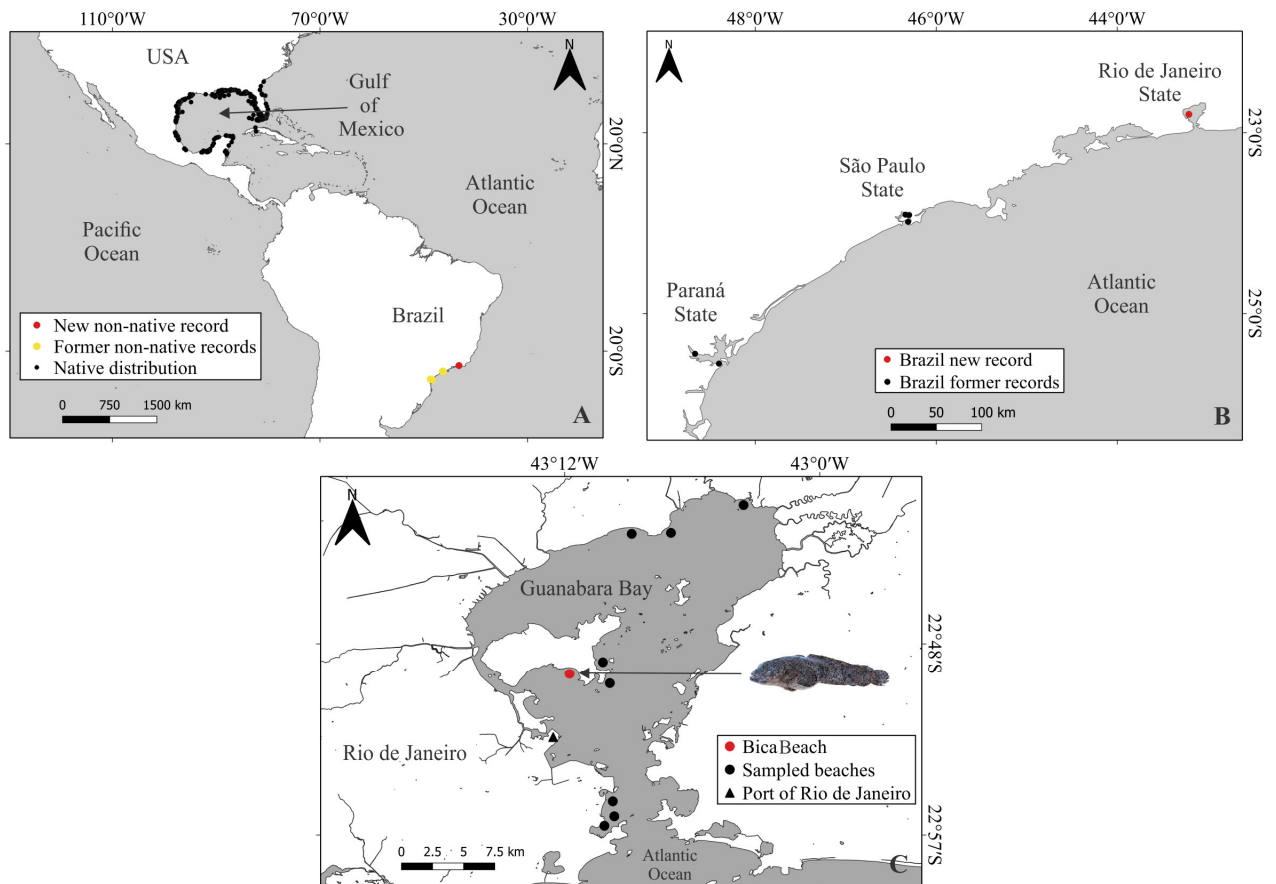 110°0'W 70°0'W 30°0'W
N
USA
Gulf
of
Mexico
20°0'N
Atlantic
Ocean
Pacific
Ocean
Brazil
20°0'S
New non-native record
Former non-native records
Native distribution
0 750 1500 km
A
48°0'W 46°0'W 44°0'W
N
Rio de Janeiro
State
23°0'S
São Paulo
State
Paraná
State
Atlantic
Ocean
25°0'S
Brazil new record
Brazil former records
0 50 100 km
B
43°12'W 43°0'W
N
Guanabara Bay
22°48'S
Rio de Janeiro
Bica Beach
Sampled beaches
Port of Rio de Janeiro
22°57'S
0 2.5 5 7.5 km
Atlantic
Ocean
C